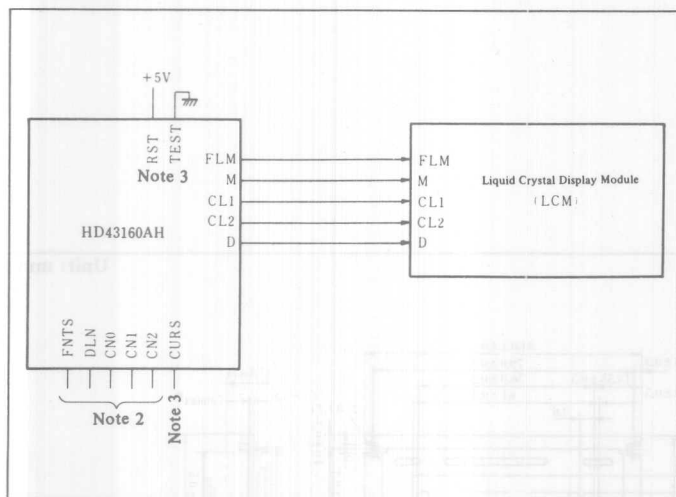 +5V
RST
TEST
Note 3
HD43160AH
FLM
M
CL1
CL2
D
FNTS
DLN
CN0
CN1
CN2
CURS
Note 2
Note 3
FLM
M
CL1
CL2
D
Liquid Crystal Display Module
(LCM)